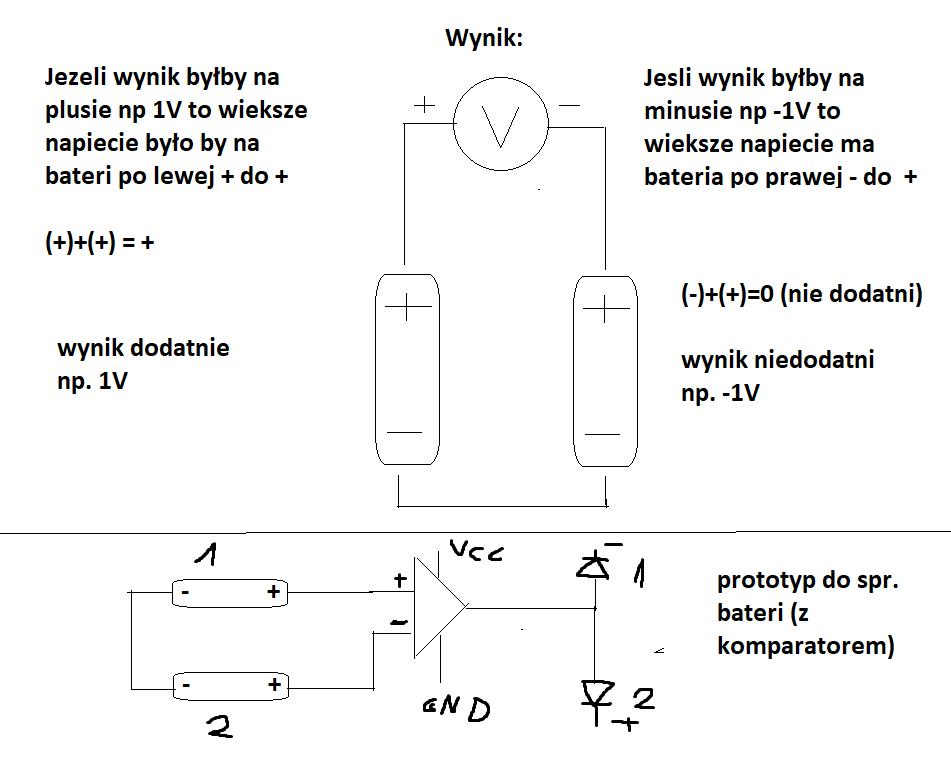 Wynik:
Jezeli wynik byłby na
plusie np 1V to wieksze
napiecie było by na
bateri po lewej + do +
(+)+(+) = +
wynik dodatnie
np. 1V
+
V
−
+
−
+
−
Jesli wynik byłby na
minusie np -1V to
wieksze napiecie ma
bateria po prawej - do +
(-)+(+)=0 (nie dodatni)
wynik niedodatni
np. -1V
1
- +
- +
2
+
−
Vcc
GND
−
1
2
+
prototyp do spr.
bateri (z
komparatorem)